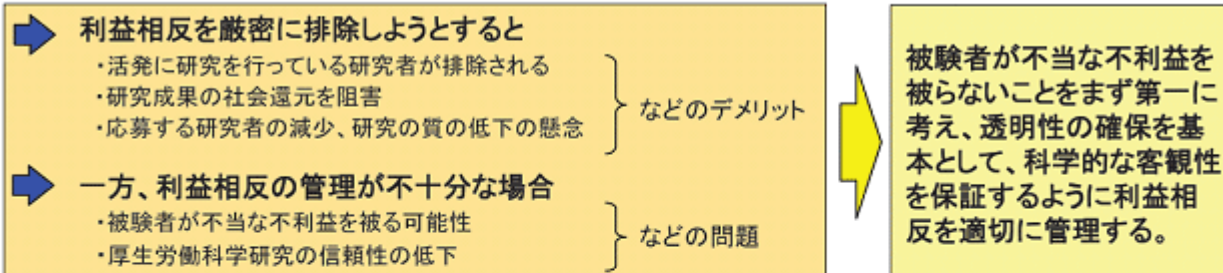 利益相反を厳密に排除しようとすると
・活発に研究を行っている研究者が排除される
・研究成果の社会還元を阻害
・応募する研究者の減少、研究の質の低下の懸念
などのデメリット
一方、利益相反の管理が不十分な場合
・被験者が不当な不利益を被る可能性
・厚生労働科学研究の信頼性の低下
などの問題
被験者が不当な不利益を
被らないことをまず第一に
考え、透明性の確保を基
本として、科学的な客観性
を保証するように利益相
反を適切に管理する。